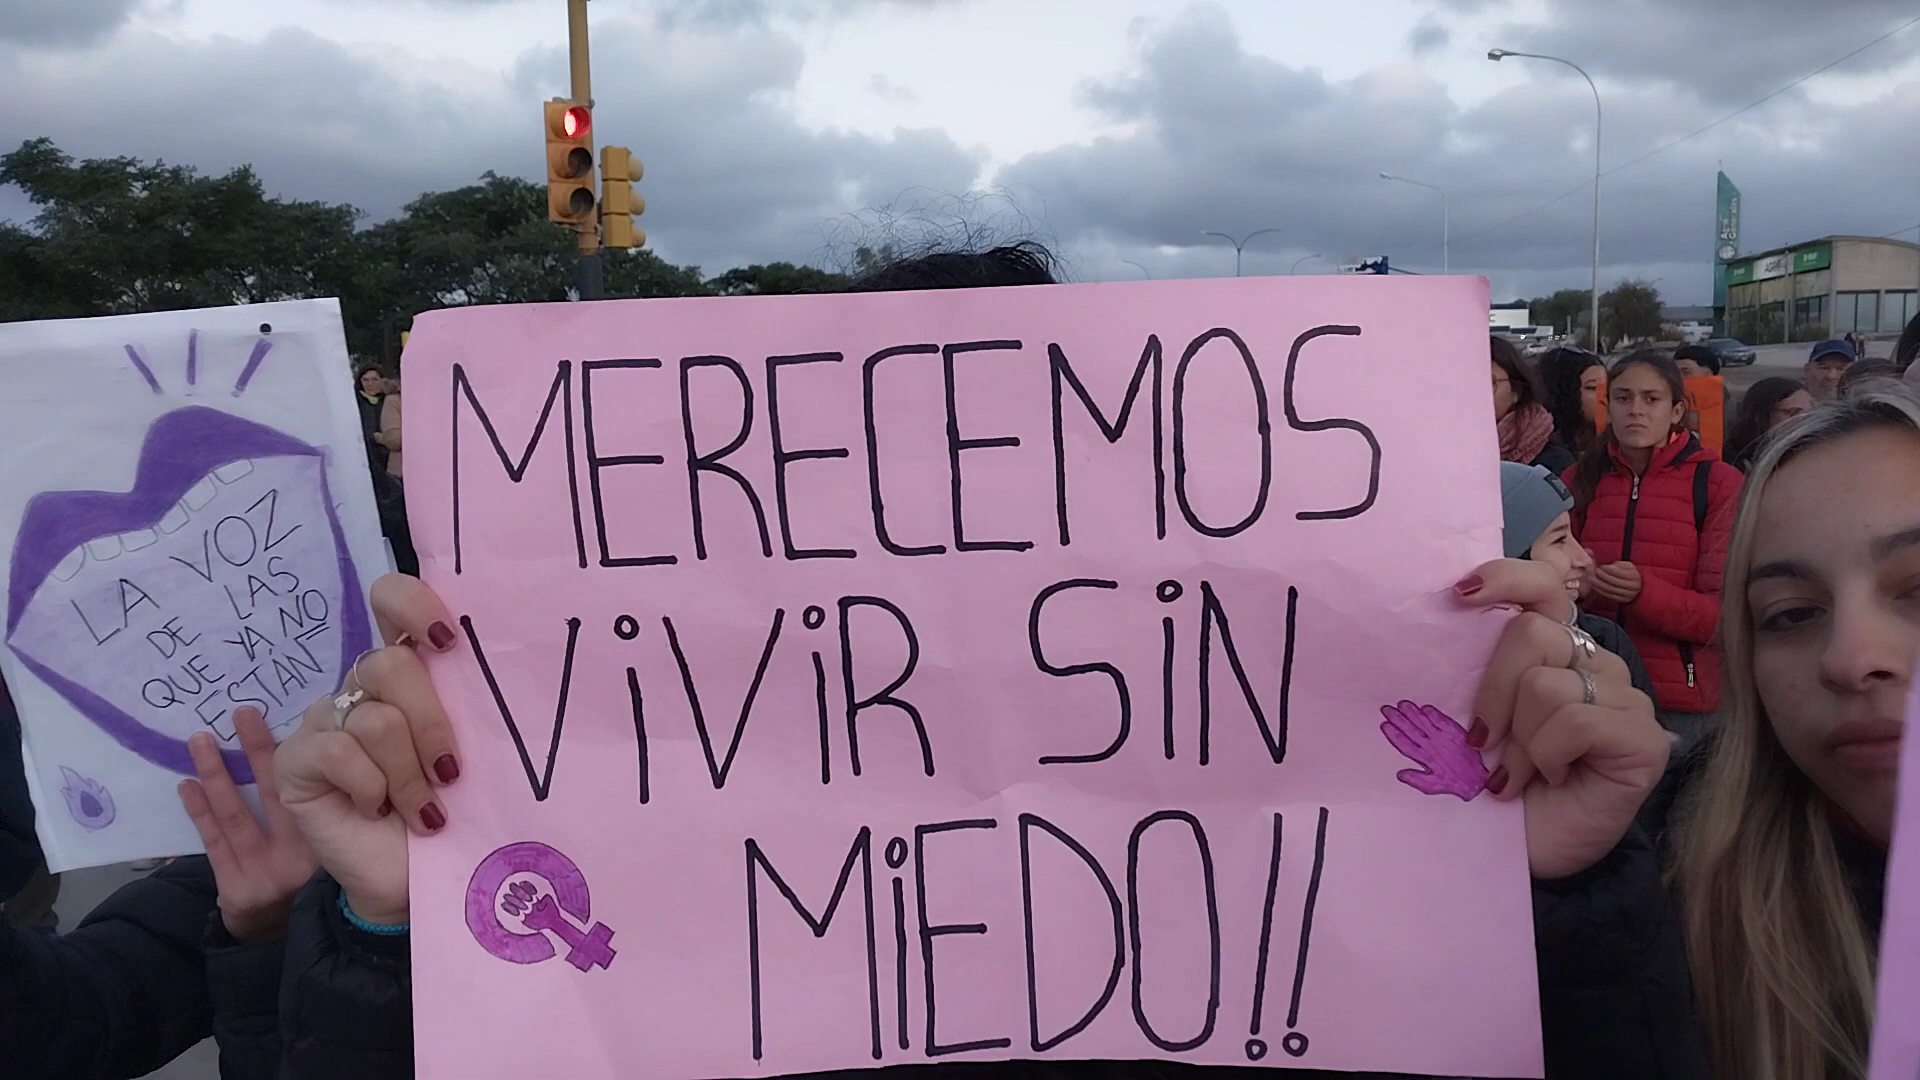 LA VOZ
DE LAS
QUE YA NO
ESTÁN
MERECEMOS
ViViR SiN
MiEDO!!